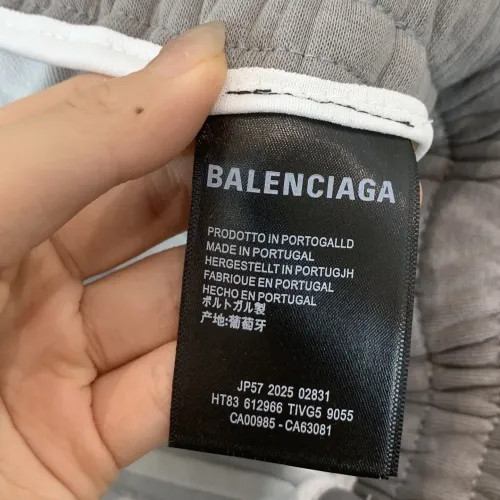 BALENCIAGA
PRODOTTO IN PORTOGALLD
MADE IN PORTUGAL
HERGESTELLT IN PORTUGJH
FABRIQUE EN PORTUGAL
HECHO EN PORTUGAL
ポルトガル製
产地:葡萄牙
JP57 2025 02831
HT83 612966 TIVG5 9055
CA00985 - CA63081